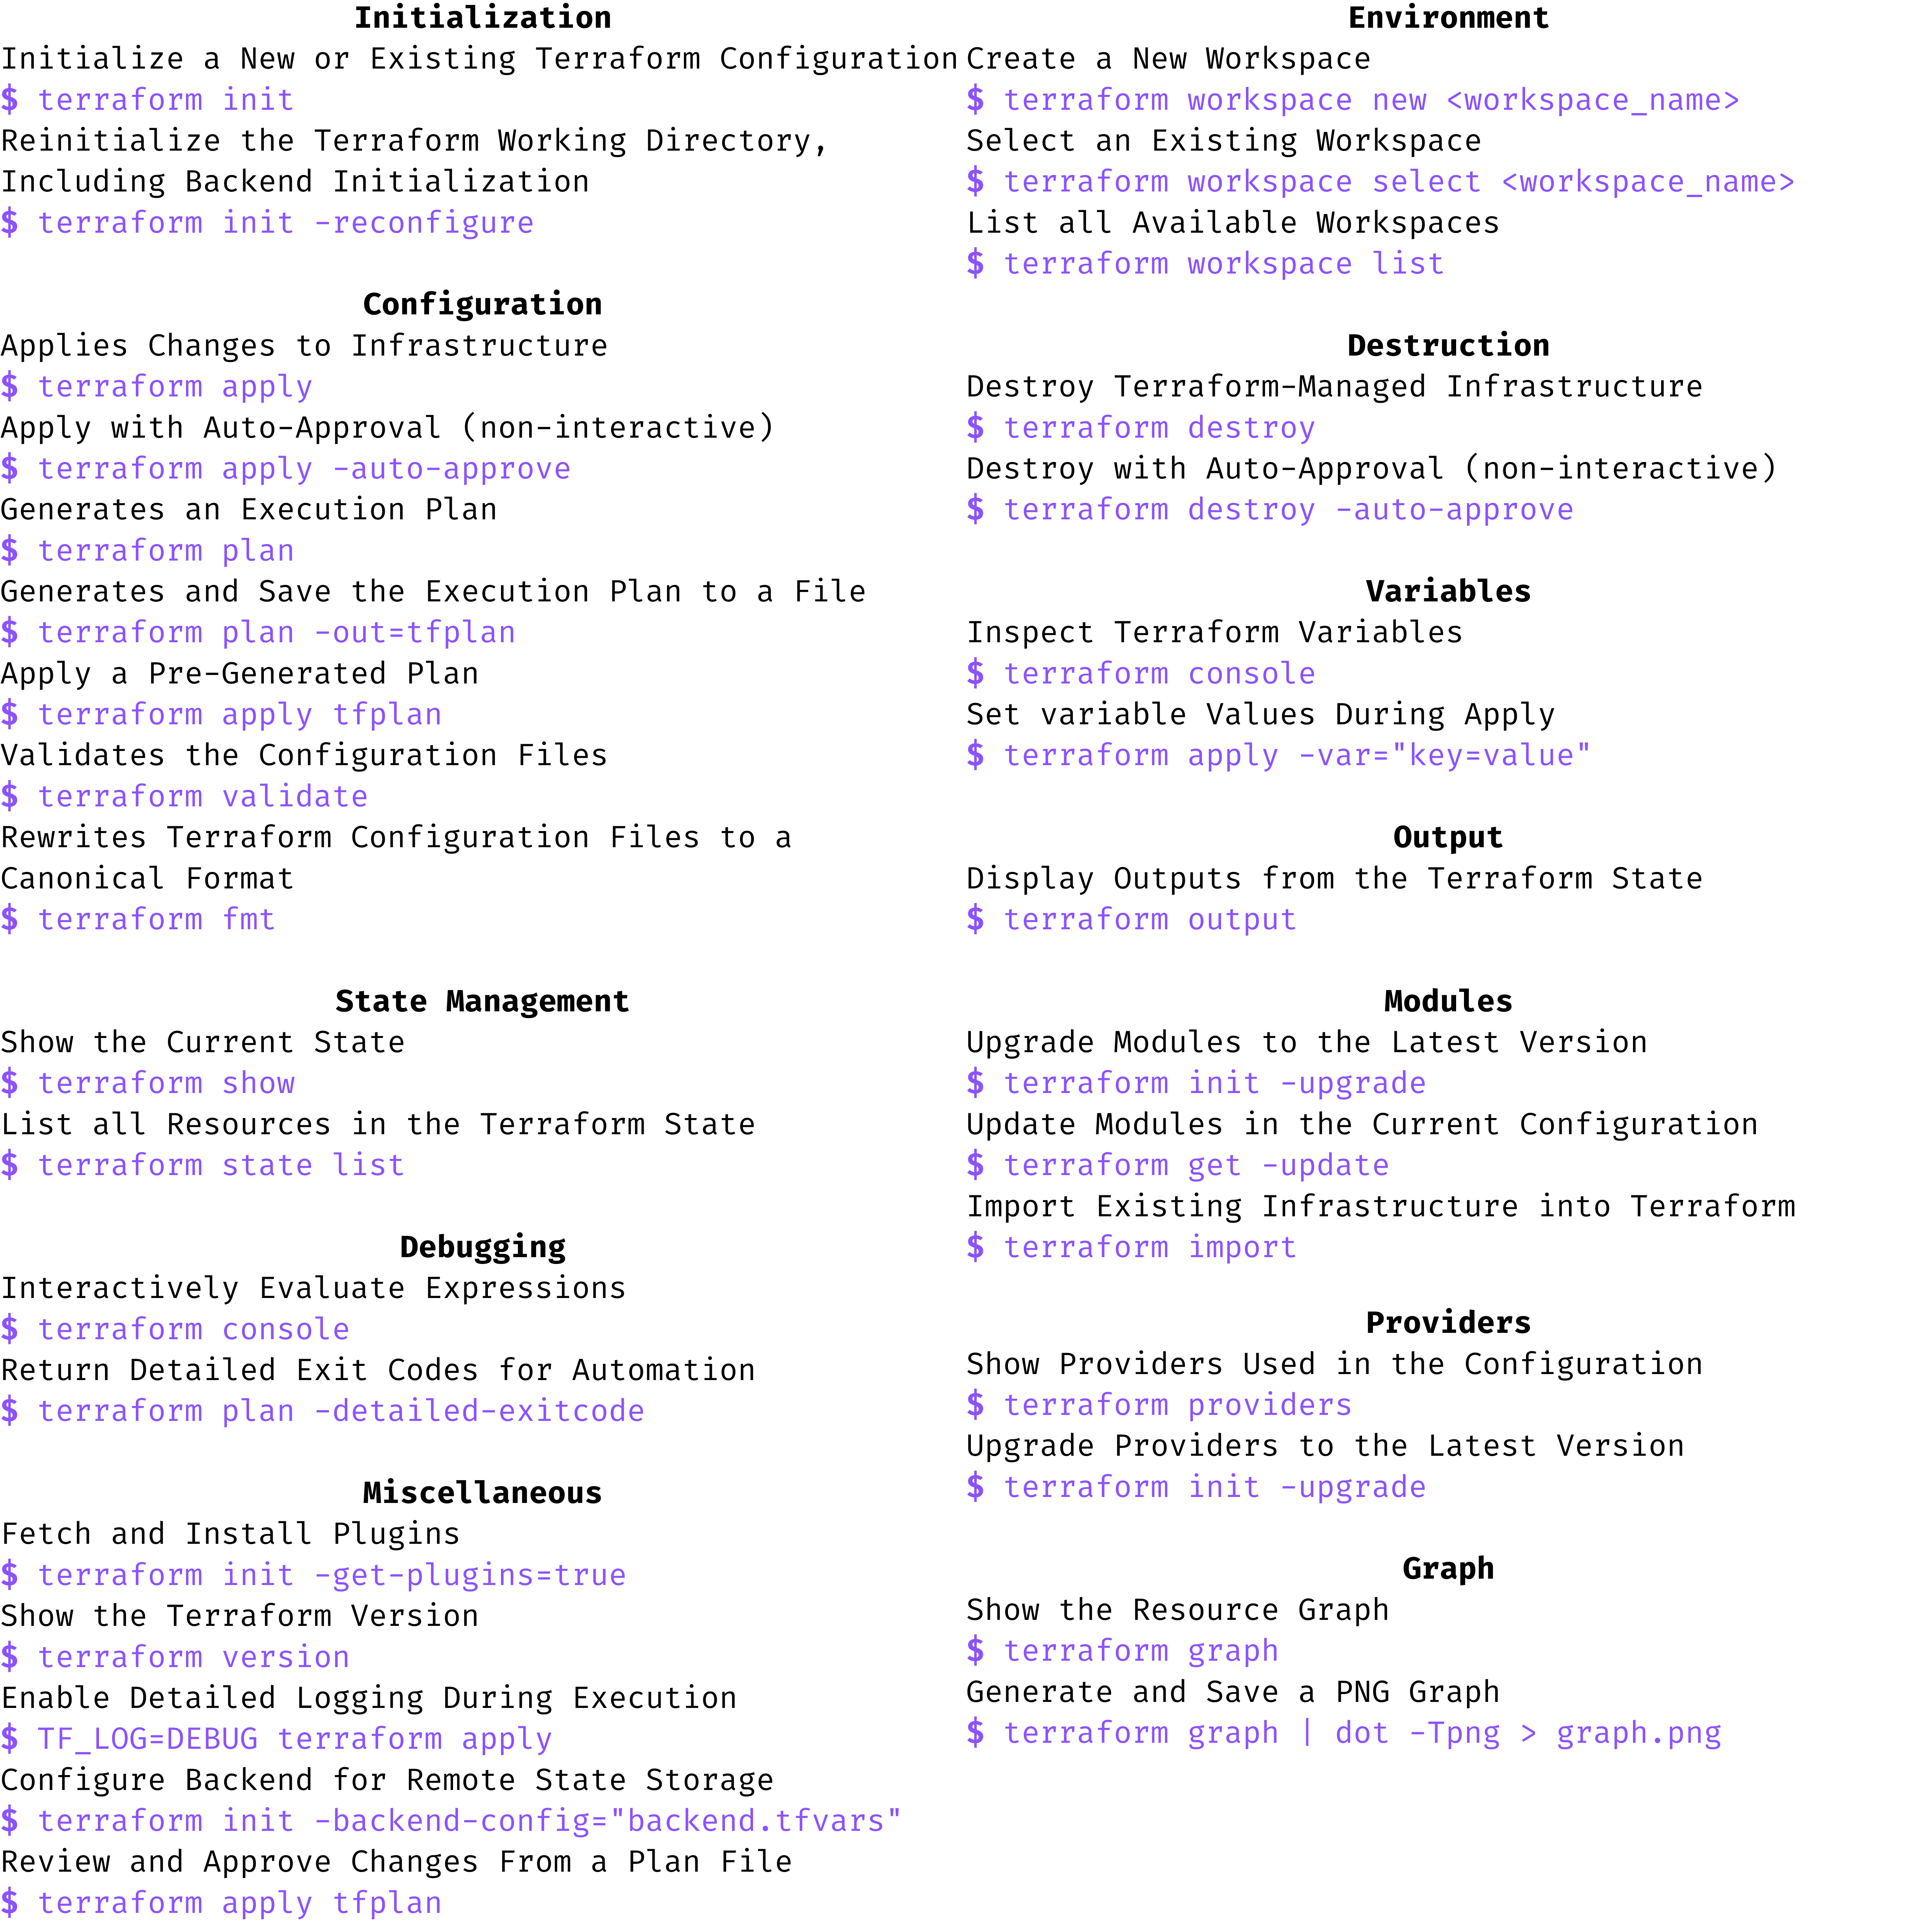 Initialization
Initialize a New or Existing Terraform Configuration
$ terraform init
Reinitialize the Terraform Working Directory,
Including Backend Initialization
$ terraform init -reconfigure
Configuration
Applies Changes to Infrastructure
$ terraform apply
Apply with Auto-Approval (non-interactive)
$ terraform apply -auto-approve
Generates an Execution Plan
$ terraform plan
Generates and Save the Execution Plan to a File
$ terraform plan -out=tfplan
Apply a Pre-Generated Plan
$ terraform apply tfplan
Validates the Configuration Files
$ terraform validate
Rewrites Terraform Configuration Files to a
Canonical Format
$ terraform fmt
State Management
Show the Current State
$ terraform show
List all Resources in the Terraform State
$ terraform state list
Debugging
Interactively Evaluate Expressions
$ terraform console
Return Detailed Exit Codes for Automation
$ terraform plan -detailed-exitcode
Miscellaneous
Fetch and Install Plugins
$ terraform init -get-plugins=true
Show the Terraform Version
$ terraform version
Enable Detailed Logging During Execution
$ TF_LOG=DEBUG terraform apply
Configure Backend for Remote State Storage
$ terraform init -backend-config="backend.tfvars"
Review and Approve Changes From a Plan File
$ terraform apply tfplan
Environment
Create a New Workspace
$ terraform workspace new <workspace_name>
Select an Existing Workspace
$ terraform workspace select <workspace_name>
List all Available Workspaces
$ terraform workspace list
Destruction
Destroy Terraform-Managed Infrastructure
$ terraform destroy
Destroy with Auto-Approval (non-interactive)
$ terraform destroy -auto-approve
Variables
Inspect Terraform Variables
$ terraform console
Set variable Values During Apply
$ terraform apply -var="key=value"
Output
Display Outputs from the Terraform State
$ terraform output
Modules
Upgrade Modules to the Latest Version
$ terraform init -upgrade
Update Modules in the Current Configuration
$ terraform get -update
Import Existing Infrastructure into Terraform
$ terraform import
Providers
Show Providers Used in the Configuration
$ terraform providers
Upgrade Providers to the Latest Version
$ terraform init -upgrade
Graph
Show the Resource Graph
$ terraform graph
Generate and Save a PNG Graph
$ terraform graph | dot -Tpng > graph.png